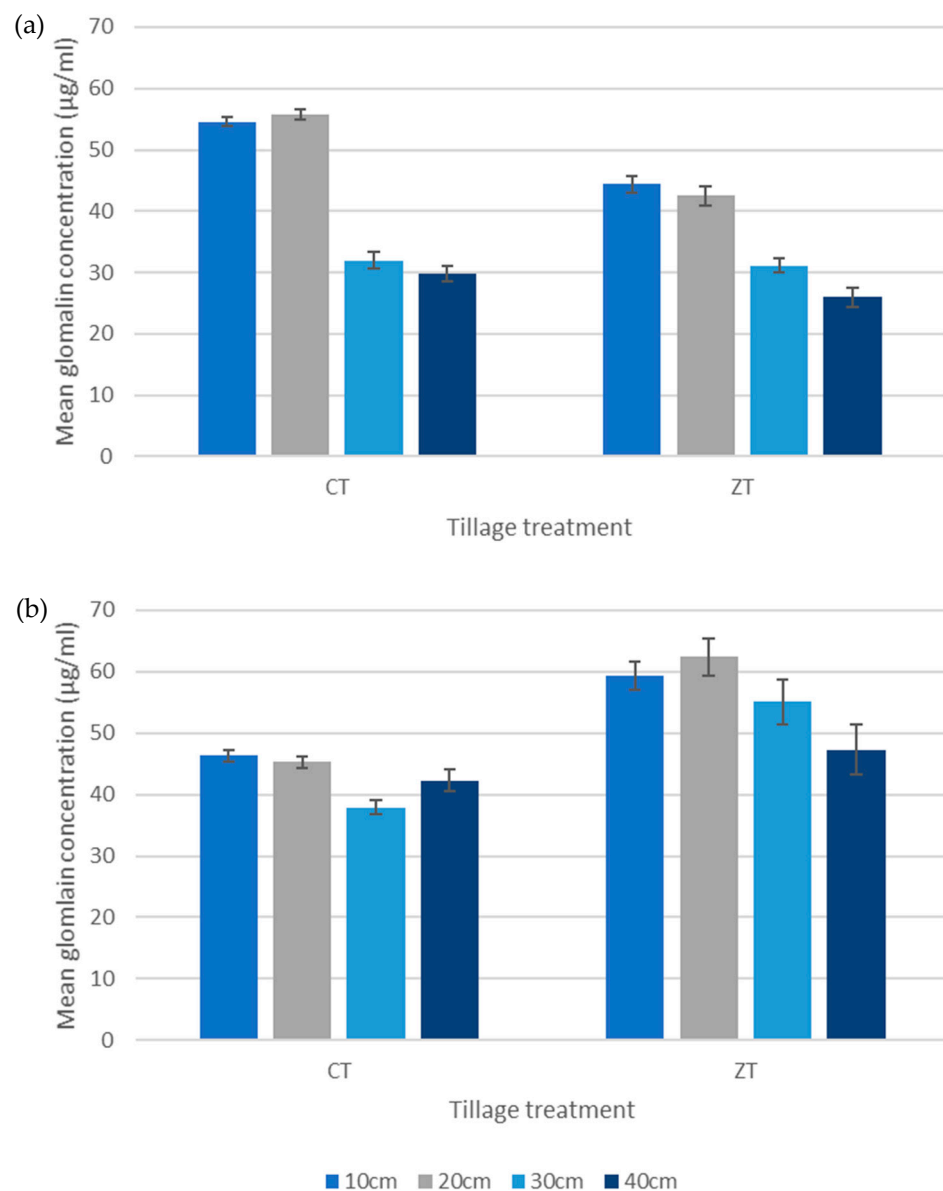 (a)
Mean glomalin concentration (µg/ml)
70
60
50
40
30
20
10
0
CT ZT
Tillage treatment
(b)
Mean glomlain concentration (µg/ml)
70
60
50
40
30
20
10
0
CT ZT
Tillage treatment
10cm 20cm 30cm 40cm